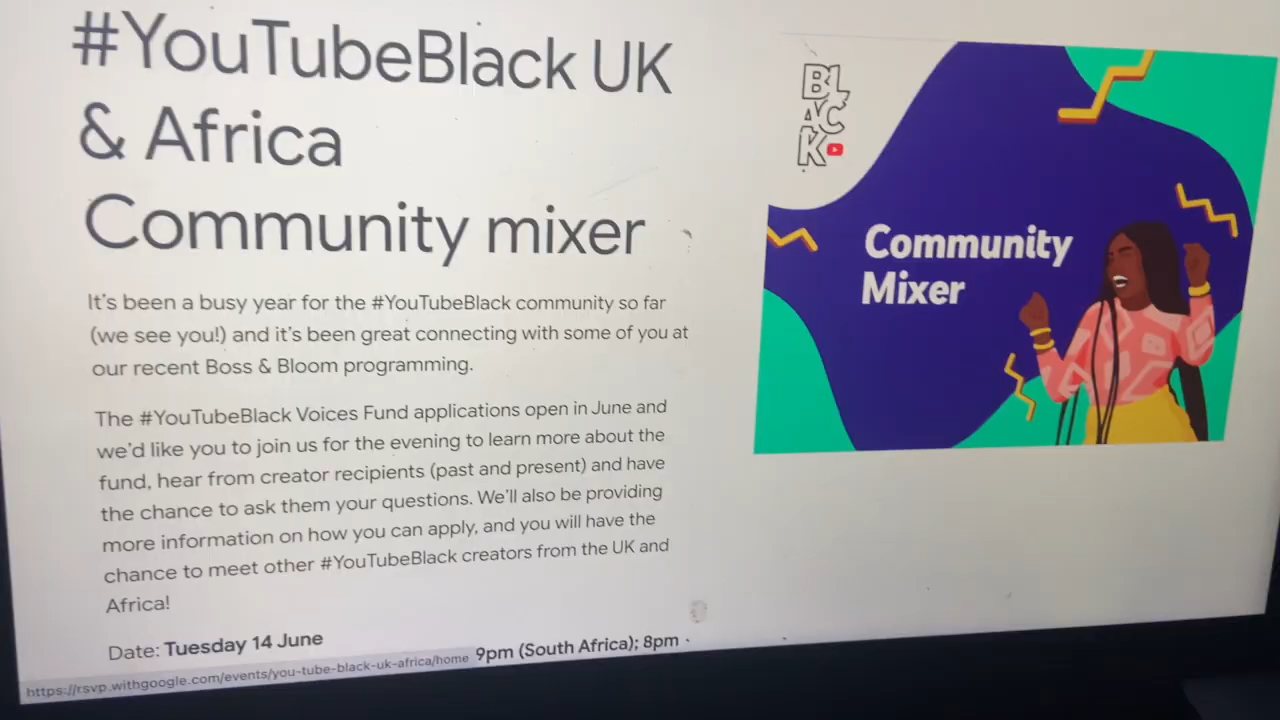 #YouTubeBlack UK
& Africa
Community mixer
It's been a busy year for the #YouTubeBlack community so far
(we see you!) and it's been great connecting with some of you at
our recent Boss & Bloom programming.
The #YouTubeBlack Voices Fund applications open in June and
we'd like you to join us for the evening to learn more about the
fund, hear from creator recipients (past and present) and have
the chance to ask them your questions. We'll also be providing
more information on how you can apply, and you will have the
chance to meet other #YouTubeBlack creators from the UK and
Africa!
Date: Tuesday 14 June
9pm (South Africa); 8pm
https://rsvp.withgoogle.com/events/you-tube-black-uk-africa/home
BL
AC
K
Community
Mixer